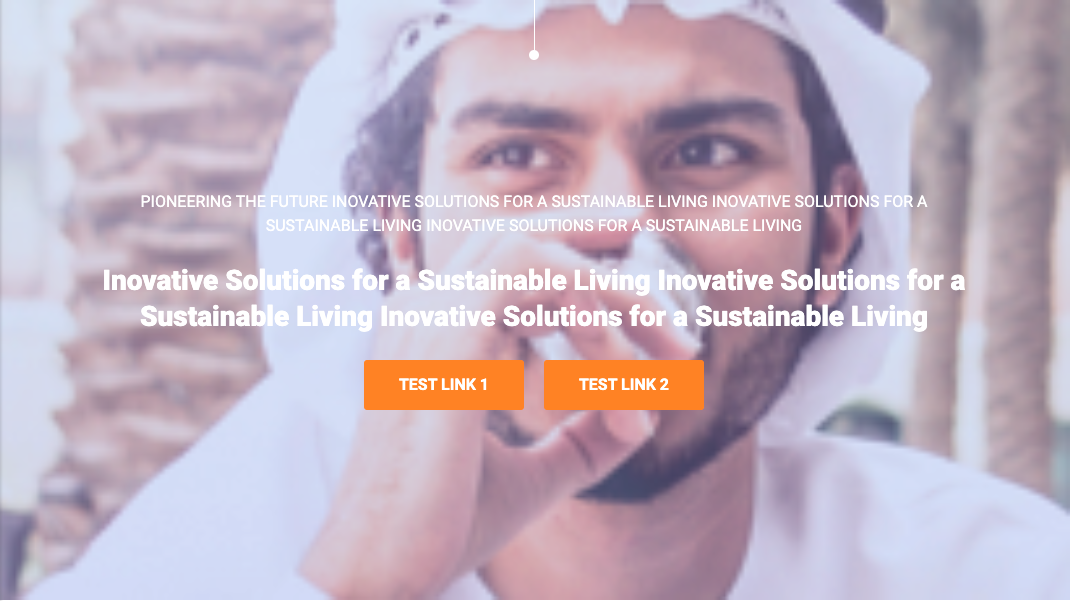 PIONEERING THE FUTURE INOVATIVE SOLUTIONS FOR A SUSTAINABLE LIVING INOVATIVE SOLUTIONS FOR A
SUSTAINABLE LIVING INOVATIVE SOLUTIONS FOR A SUSTAINABLE LIVING
Inovative Solutions for a Sustainable Living Inovative Solutions for a
Sustainable Living Inovative Solutions for a Sustainable Living
TEST LINK 1
TEST LINK 2